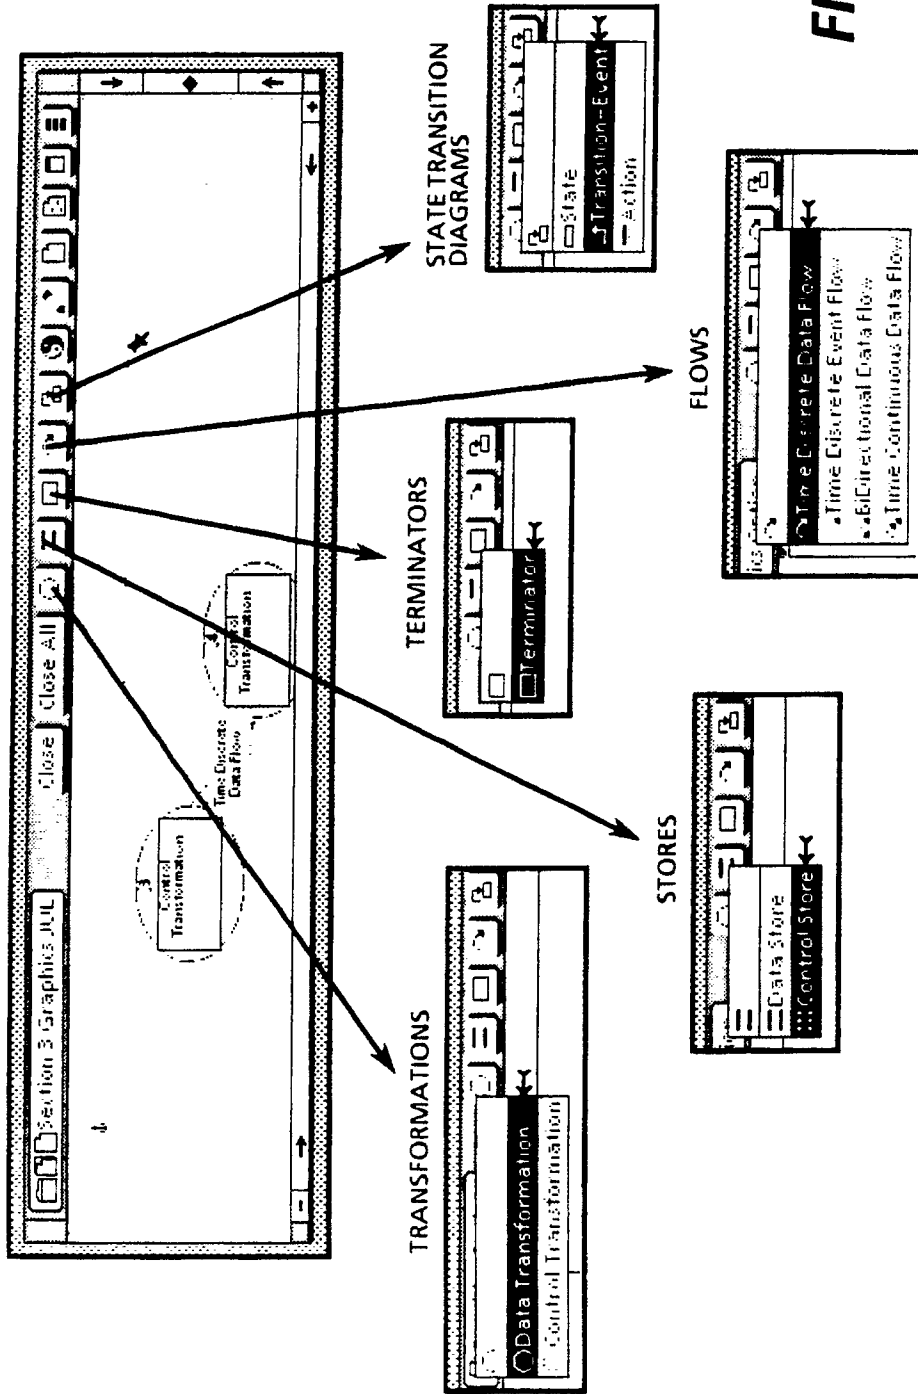 Section 3 Graphics JUL
Close
Close All
.3
Control
Transformation
Time Discrete
Data Flow
.4
Control
Transformation
TRANSFORMATIONS
Data Transformation
Control Transformation
STORES
Data Store
Control Store
TERMINATORS
Terminator
FLOWS
Time Discrete Data Flow
Time Discrete Event Flow
BiDirectional Data Flow
Time Continuous Data Flow
STATE TRANSITION
DIAGRAMS
State
Transition-Event
Action